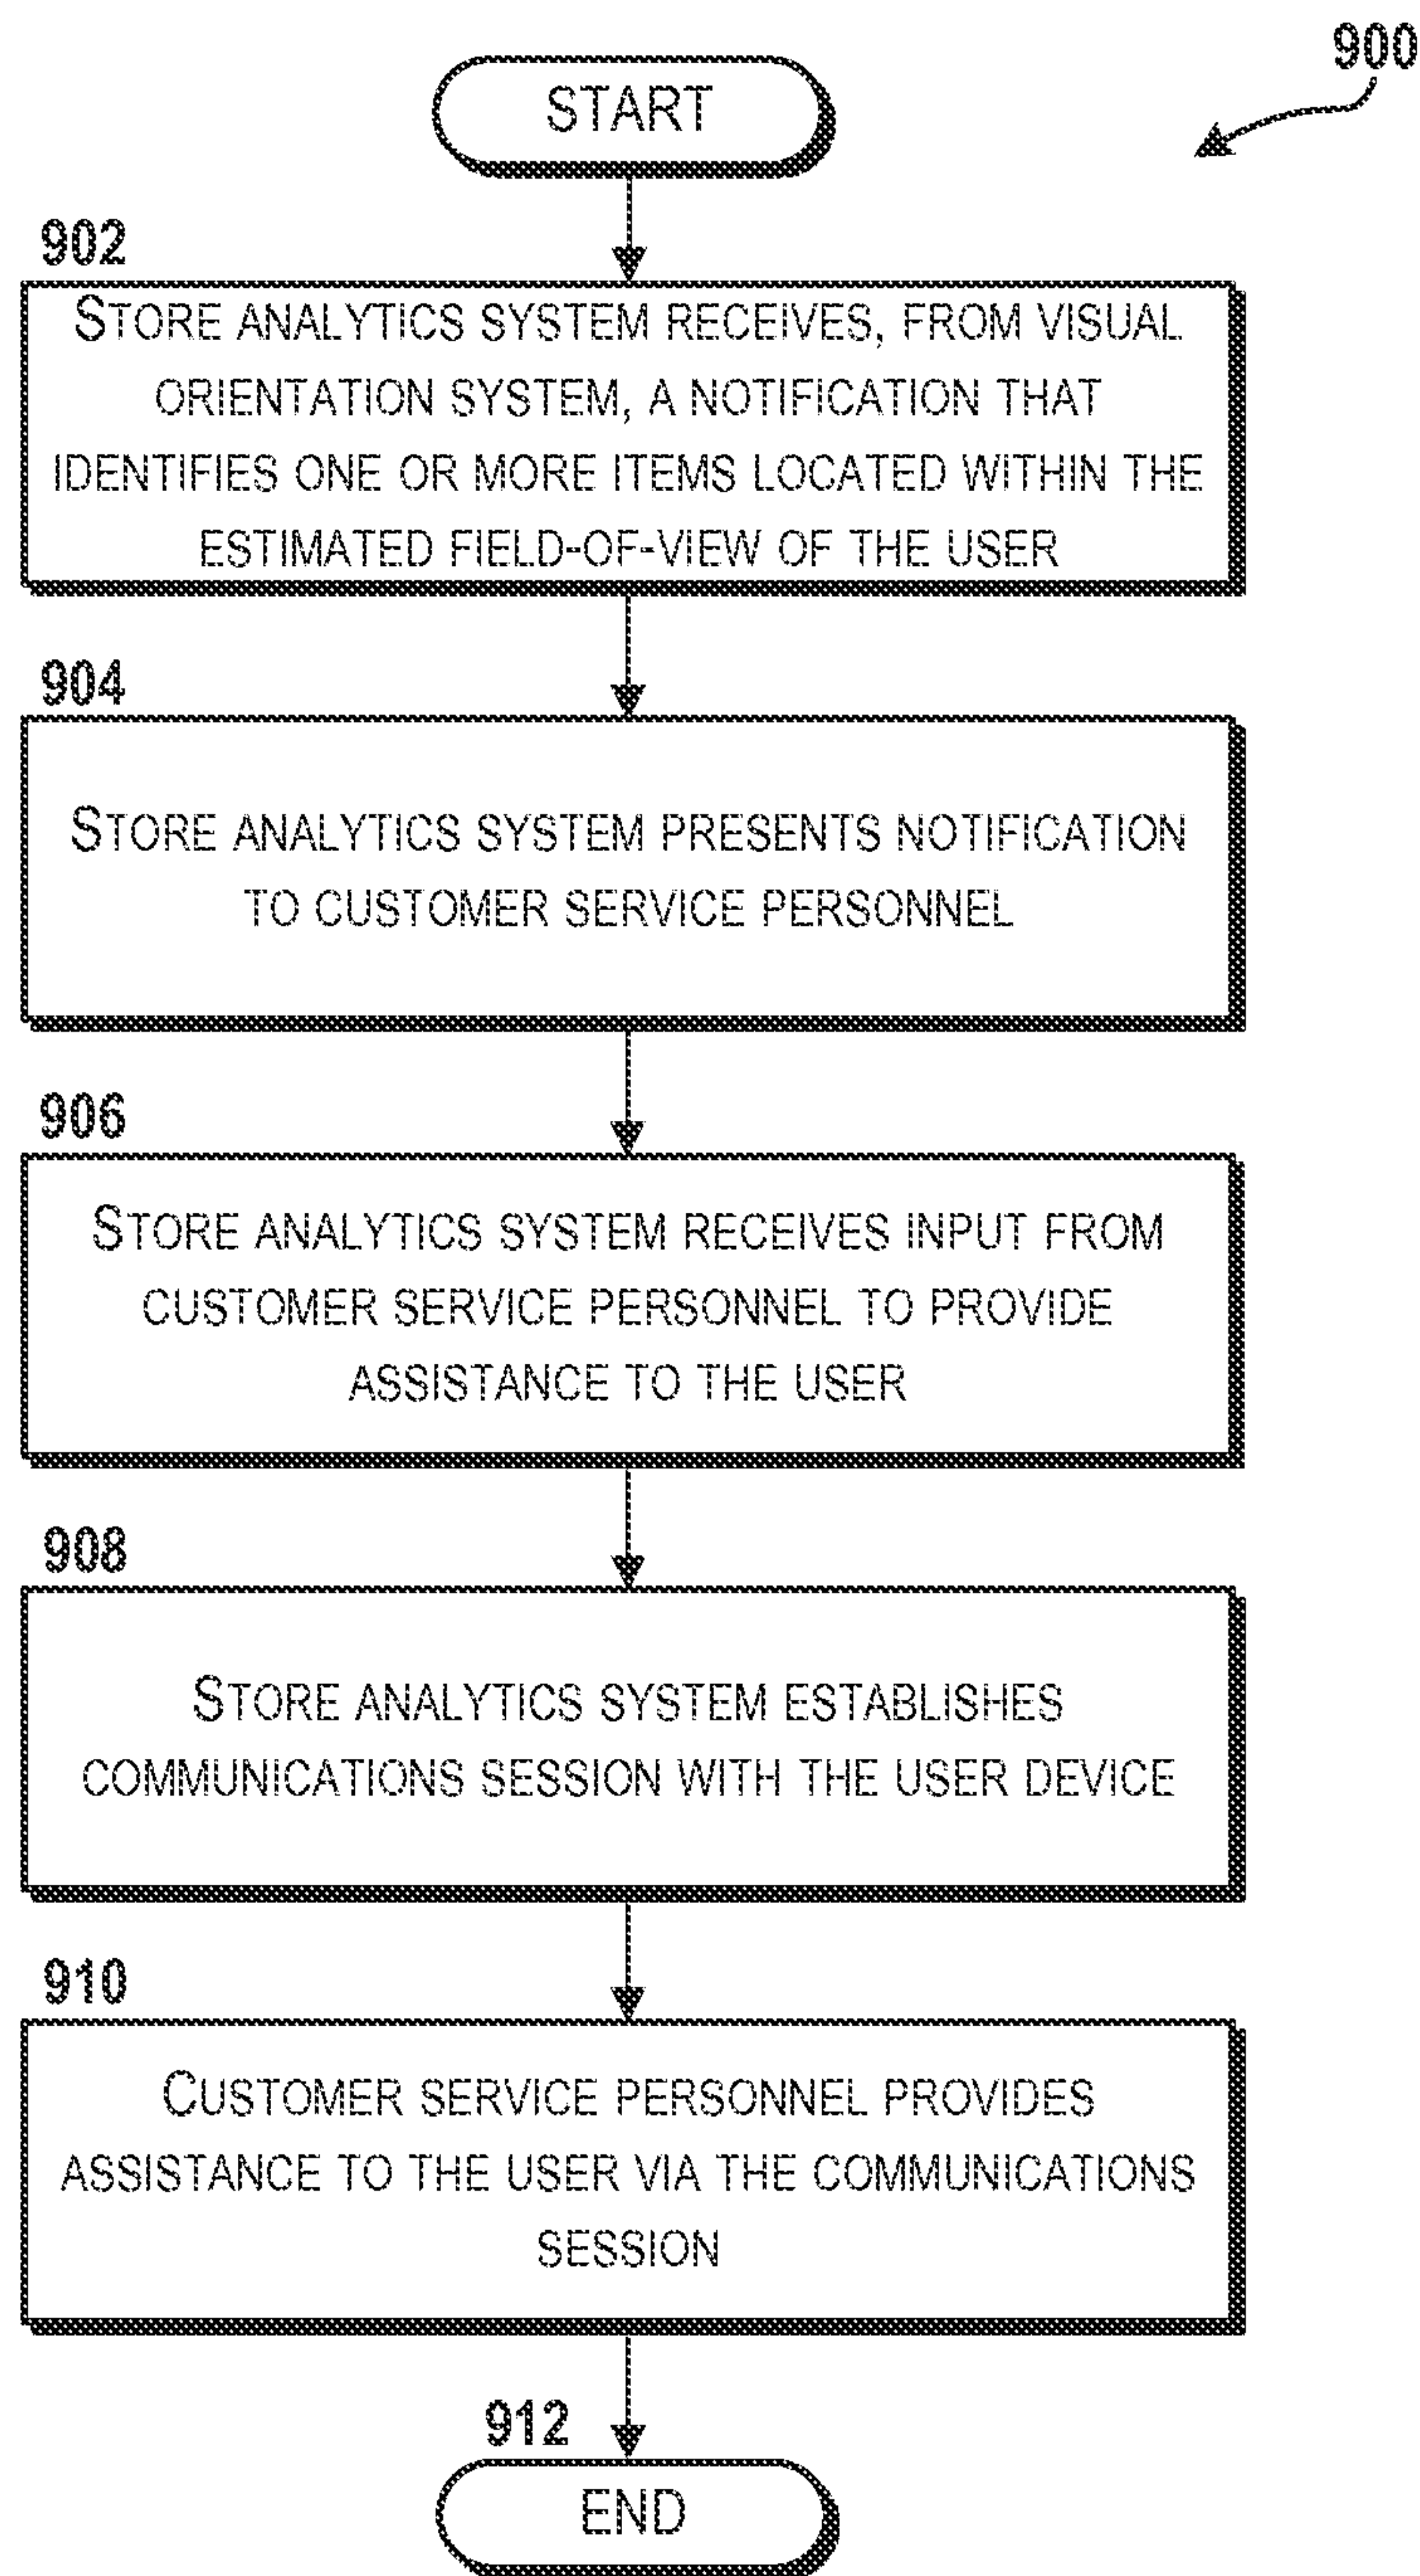 900
START
902
STORE ANALYTICS SYSTEM RECEIVES, FROM VISUAL
ORIENTATION SYSTEM, A NOTIFICATION THAT
IDENTIFIES ONE OR MORE ITEMS LOCATED WITHIN THE
ESTIMATED FIELD-OF-VIEW OF THE USER
904
STORE ANALYTICS SYSTEM PRESENTS NOTIFICATION
TO CUSTOMER SERVICE PERSONNEL
906
STORE ANALYTICS SYSTEM RECEIVES INPUT FROM
CUSTOMER SERVICE PERSONNEL TO PROVIDE
ASSISTANCE TO THE USER
908
STORE ANALYTICS SYSTEM ESTABLISHES
COMMUNICATIONS SESSION WITH THE USER DEVICE
910
CUSTOMER SERVICE PERSONNEL PROVIDES
ASSISTANCE TO THE USER VIA THE COMMUNICATIONS
SESSION
912
END